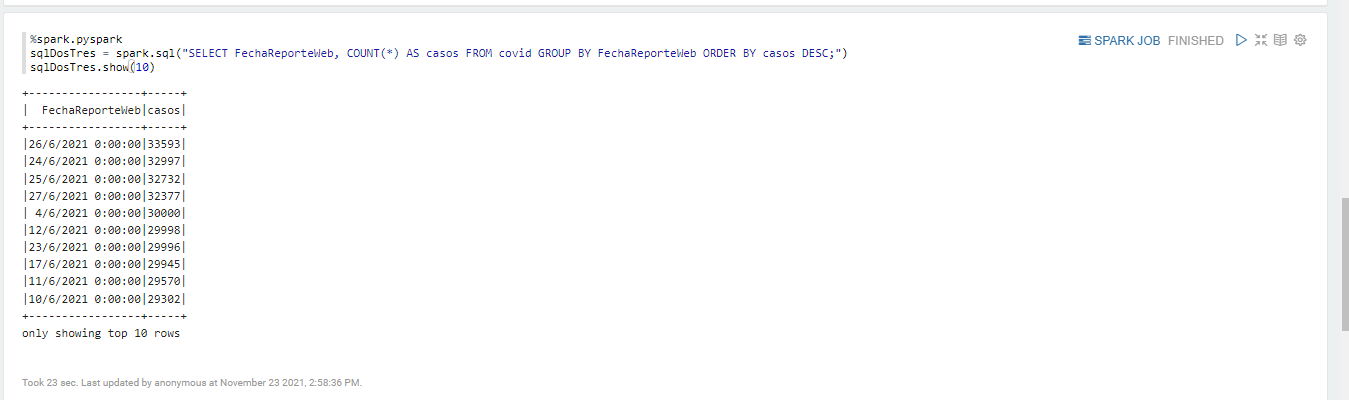 %spark.pyspark
sqlDosTres = spark.sql("SELECT FechaReporteWeb, COUNT(*) AS casos FROM covid GROUP BY FechaReporteWeb ORDER BY casos DESC;")
sqlDosTres.show(10)
SPARK JOB FINISHED
+-----------------+-----+
|  FechaReporteWeb|casos|
+-----------------+-----+
|26/6/2021 0:00:00|33593|
|24/6/2021 0:00:00|32997|
|25/6/2021 0:00:00|32732|
|27/6/2021 0:00:00|32377|
| 4/6/2021 0:00:00|30000|
|12/6/2021 0:00:00|29998|
|23/6/2021 0:00:00|29996|
|17/6/2021 0:00:00|29945|
|11/6/2021 0:00:00|29570|
|10/6/2021 0:00:00|29302|
+-----------------+-----+
only showing top 10 rows
Took 23 sec. Last updated by anonymous at November 23 2021, 2:58:36 PM.